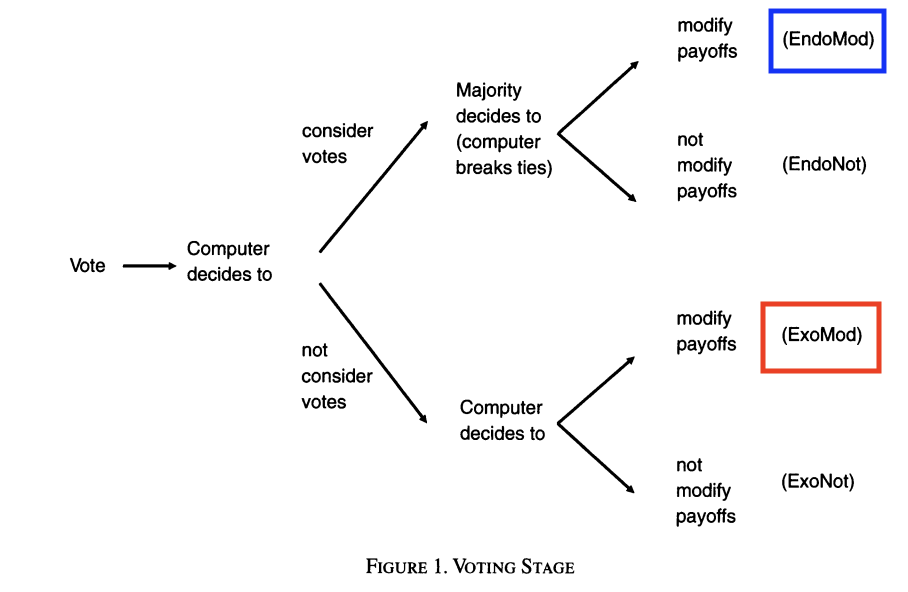 modify
payoffs
(EndoMod)
Majority
decides to
(computer
breaks ties)
consider
votes
not
modify
payoffs
(EndoNot)
Vote
Computer
decides to
modify
payoffs
(ExoMod)
not
consider
votes
Computer
decides to
not
modify
payoffs
(ExoNot)
FIGURE 1. VOTING STAGE